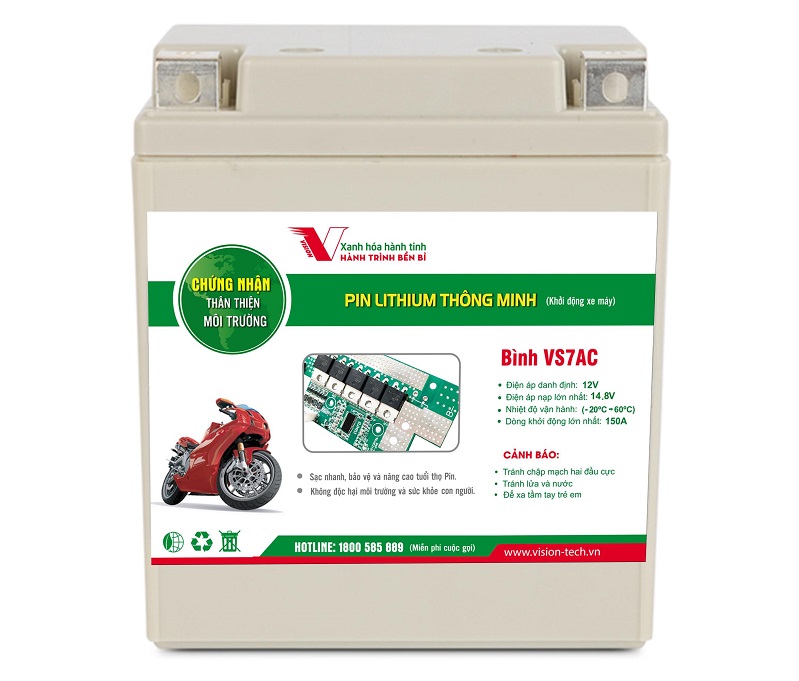 VISION
Xanh hóa hành tinh
HÀNH TRÌNH BỀN BỈ
CHỨNG NHẬN
THÂN THIỆN
MÔI TRƯỜNG
PIN LITHIUM THÔNG MINH (Khởi động xe máy)
Bình VS7AC
• Điện áp danh định: 12V
• Điện áp nạp lớn nhất: 14,8V
• Nhiệt độ vận hành: (-20ºC ÷ 60ºC)
• Dòng khởi động lớn nhất: 150A
CẢNH BÁO:
• Tránh chập mạch hai đầu cực
• Tránh lửa và nước
• Để xa tầm tay trẻ em
• Sạc nhanh, bảo vệ và nâng cao tuổi thọ Pin.
• Không độc hại môi trường và sức khỏe con người.
HOTLINE: 1800 585 889 (Miễn phí cuộc gọi)
www.vision-tech.vn